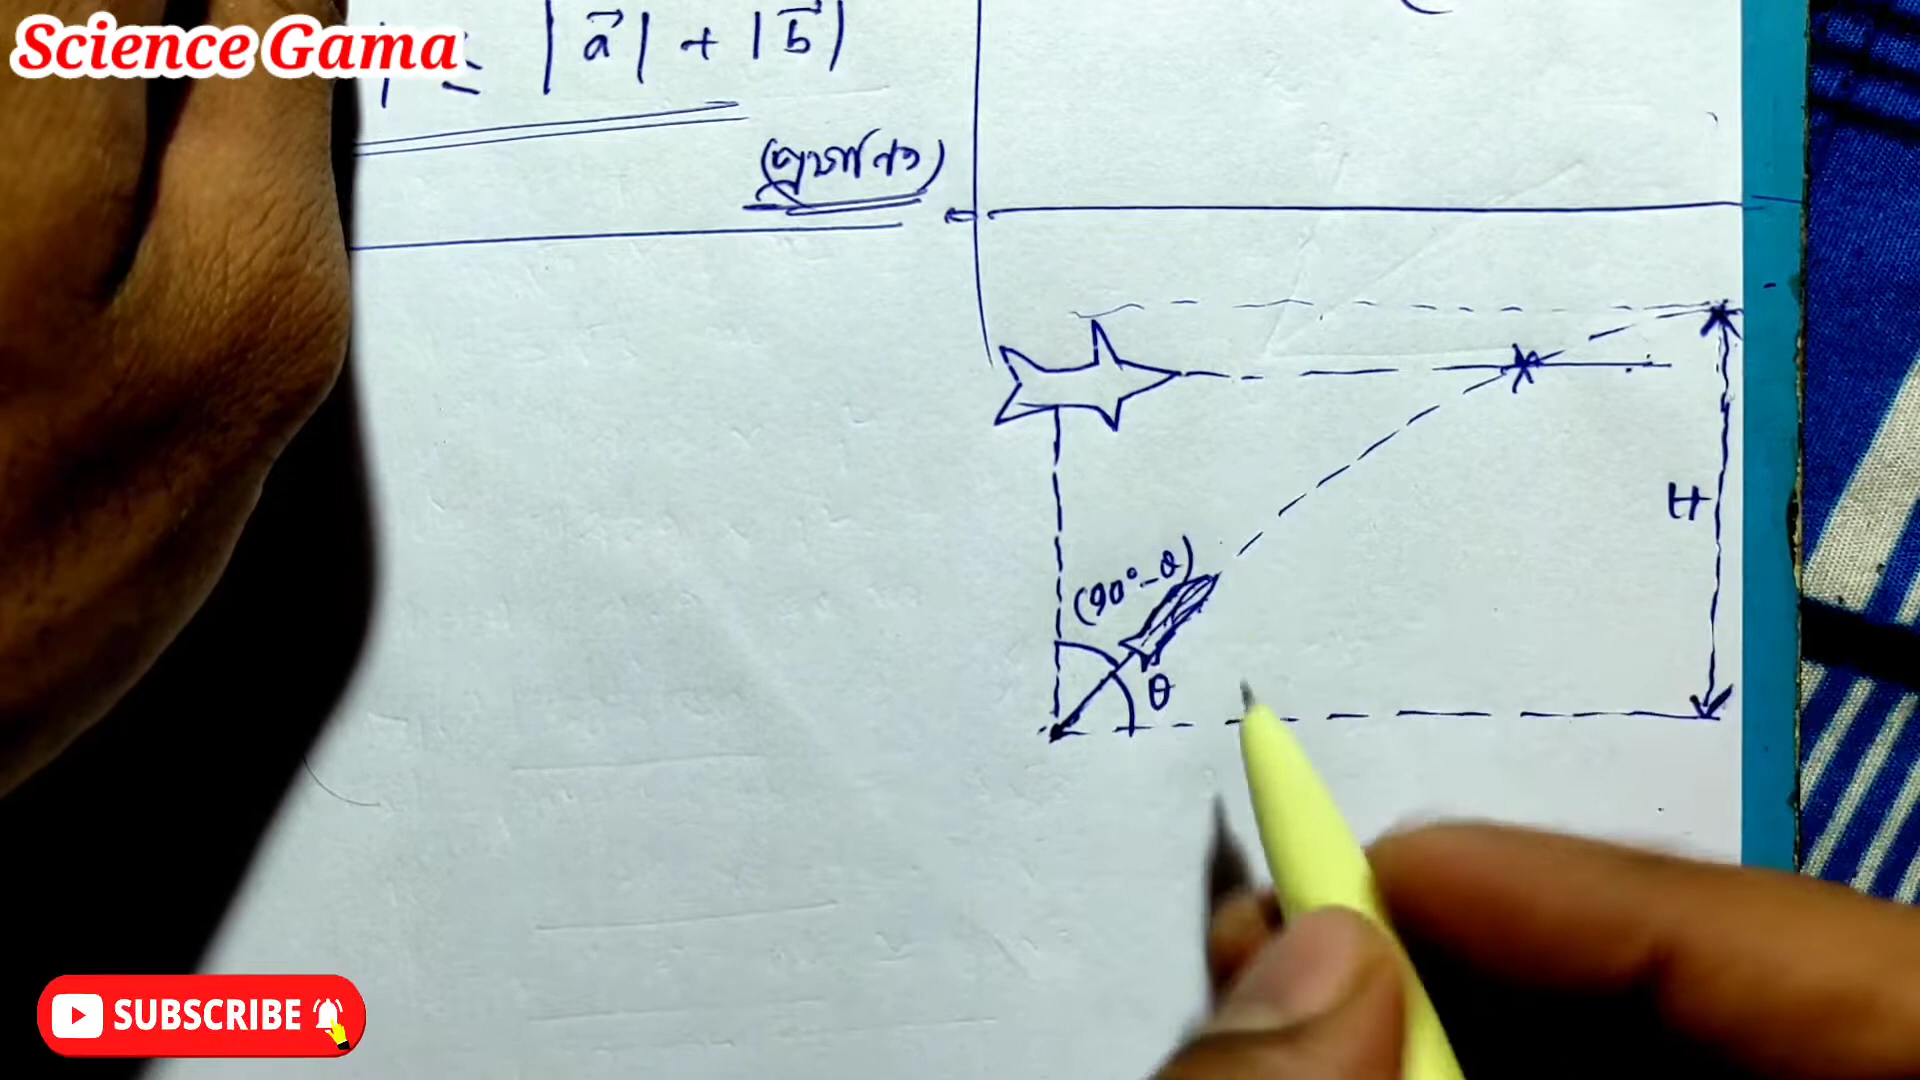 Science Gama
≤ |a⃗| + |b⃗|
(প্রমাণিত)
H
(90°-θ)
θ
SUBSCRIBE